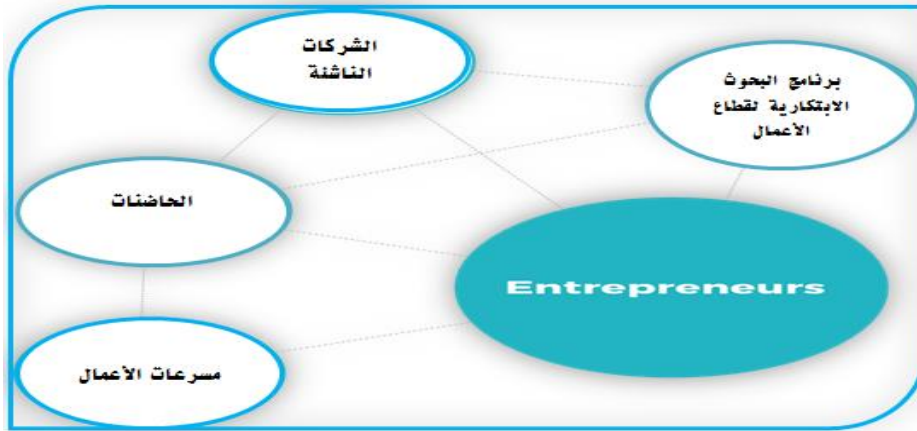 الشركات
الناشئة
برنامج البحوث
الابتكارية لقطاع
الأعمال
الحاضنات
Entrepreneurs
مسرعات الأعمال